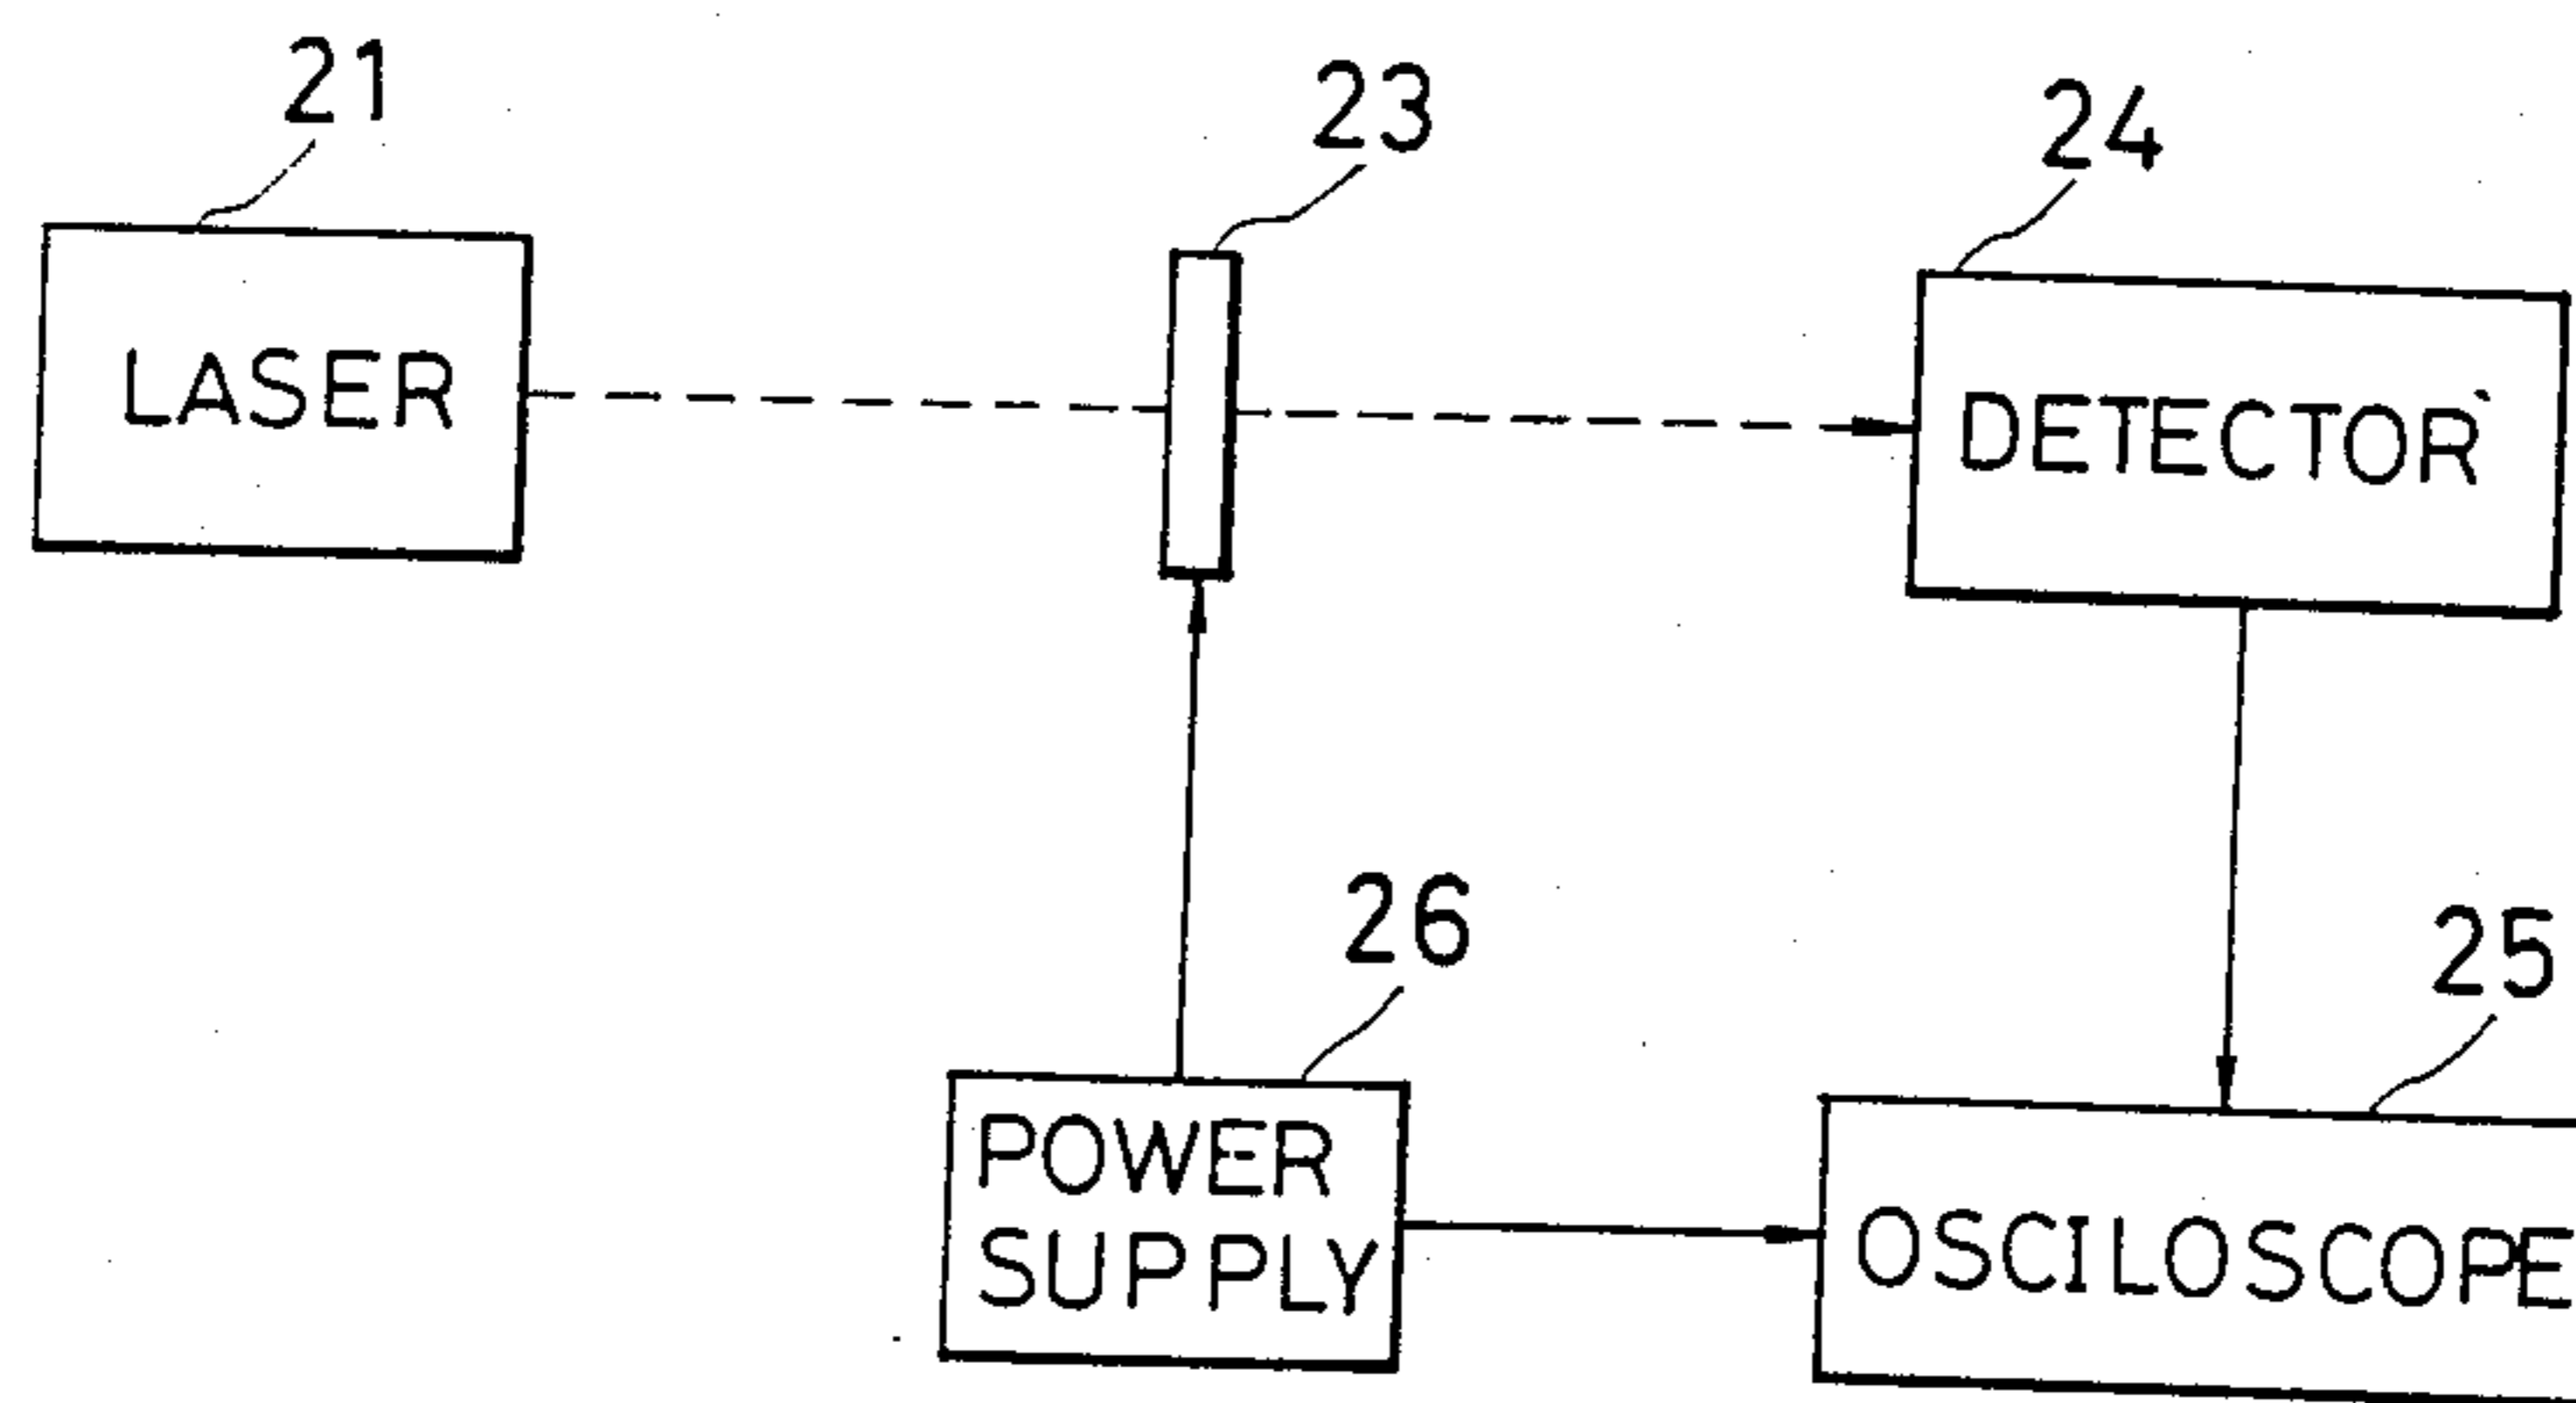 21
23
24
LASER
DETECTOR
26
25
POWER
SUPPLY
OSCILOSCOPE